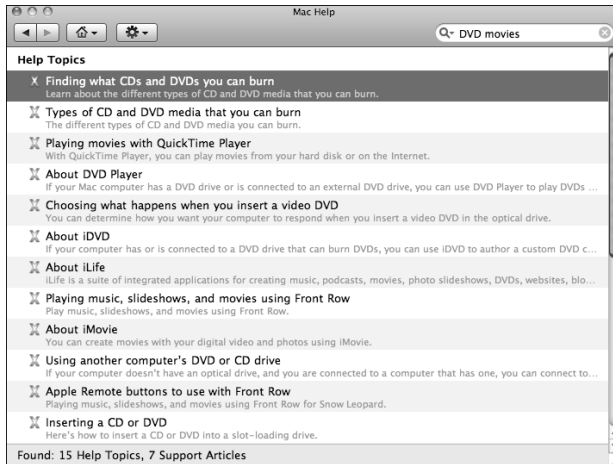 Mac Help
DVD movies
Help Topics
Finding what CDs and DVDs you can burn
Learn about the different types of CD and DVD media that you can burn.
Types of CD and DVD media that you can burn
The different types of CD and DVD media you can burn.
Playing movies with QuickTime Player
With QuickTime Player, you can play movies from your hard disk or on the Internet.
About DVD Player
If your Mac computer has a DVD drive or is connected to an external DVD drive, you can use DVD Player to play DVDs ...
Choosing what happens when you insert a video DVD
You can determine how you want your computer to respond when you insert a video DVD in the optical drive.
About iDVD
If your computer has or is connected to a DVD drive that can burn DVDs, you can use iDVD to author a custom DVD c...
About iLife
iLife is a suite of integrated applications for creating music, podcasts, movies, photo slideshows, DVDs, websites, blo...
Playing music, slideshows, and movies using Front Row
Play music, slideshows, and movies using Front Row.
About iMovie
You can create movies with your digital video and photos using iMovie.
Using another computer's DVD or CD drive
If your computer doesn't have an optical drive, and you are connected to a computer that has one, you can connect to...
Apple Remote buttons to use with Front Row
Playing music, slideshows, and movies using Front Row for Snow Leopard.
Inserting a CD or DVD
Here's how to insert a CD or DVD into a slot-loading drive.
Found: 15 Help Topics, 7 Support Articles